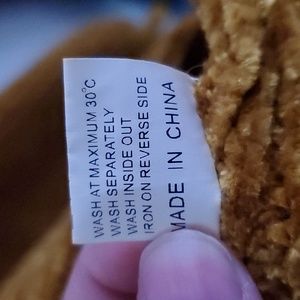 WASH AT MAXIMUM 30°C
WASH SEPARATELY
WASH INSIDE OUT
IRON ON REVERSE SIDE
MADE IN CHINA